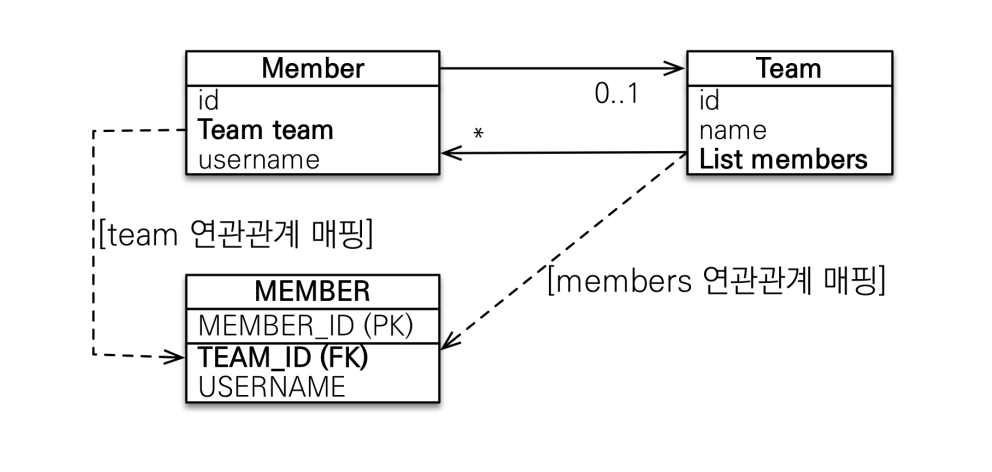 Member
id
Team team
username
0..1
*
Team
id
name
List members
[team 연관관계 매핑]
[members 연관관계 매핑]
MEMBER
MEMBER_ID (PK)
TEAM_ID (FK)
USERNAME